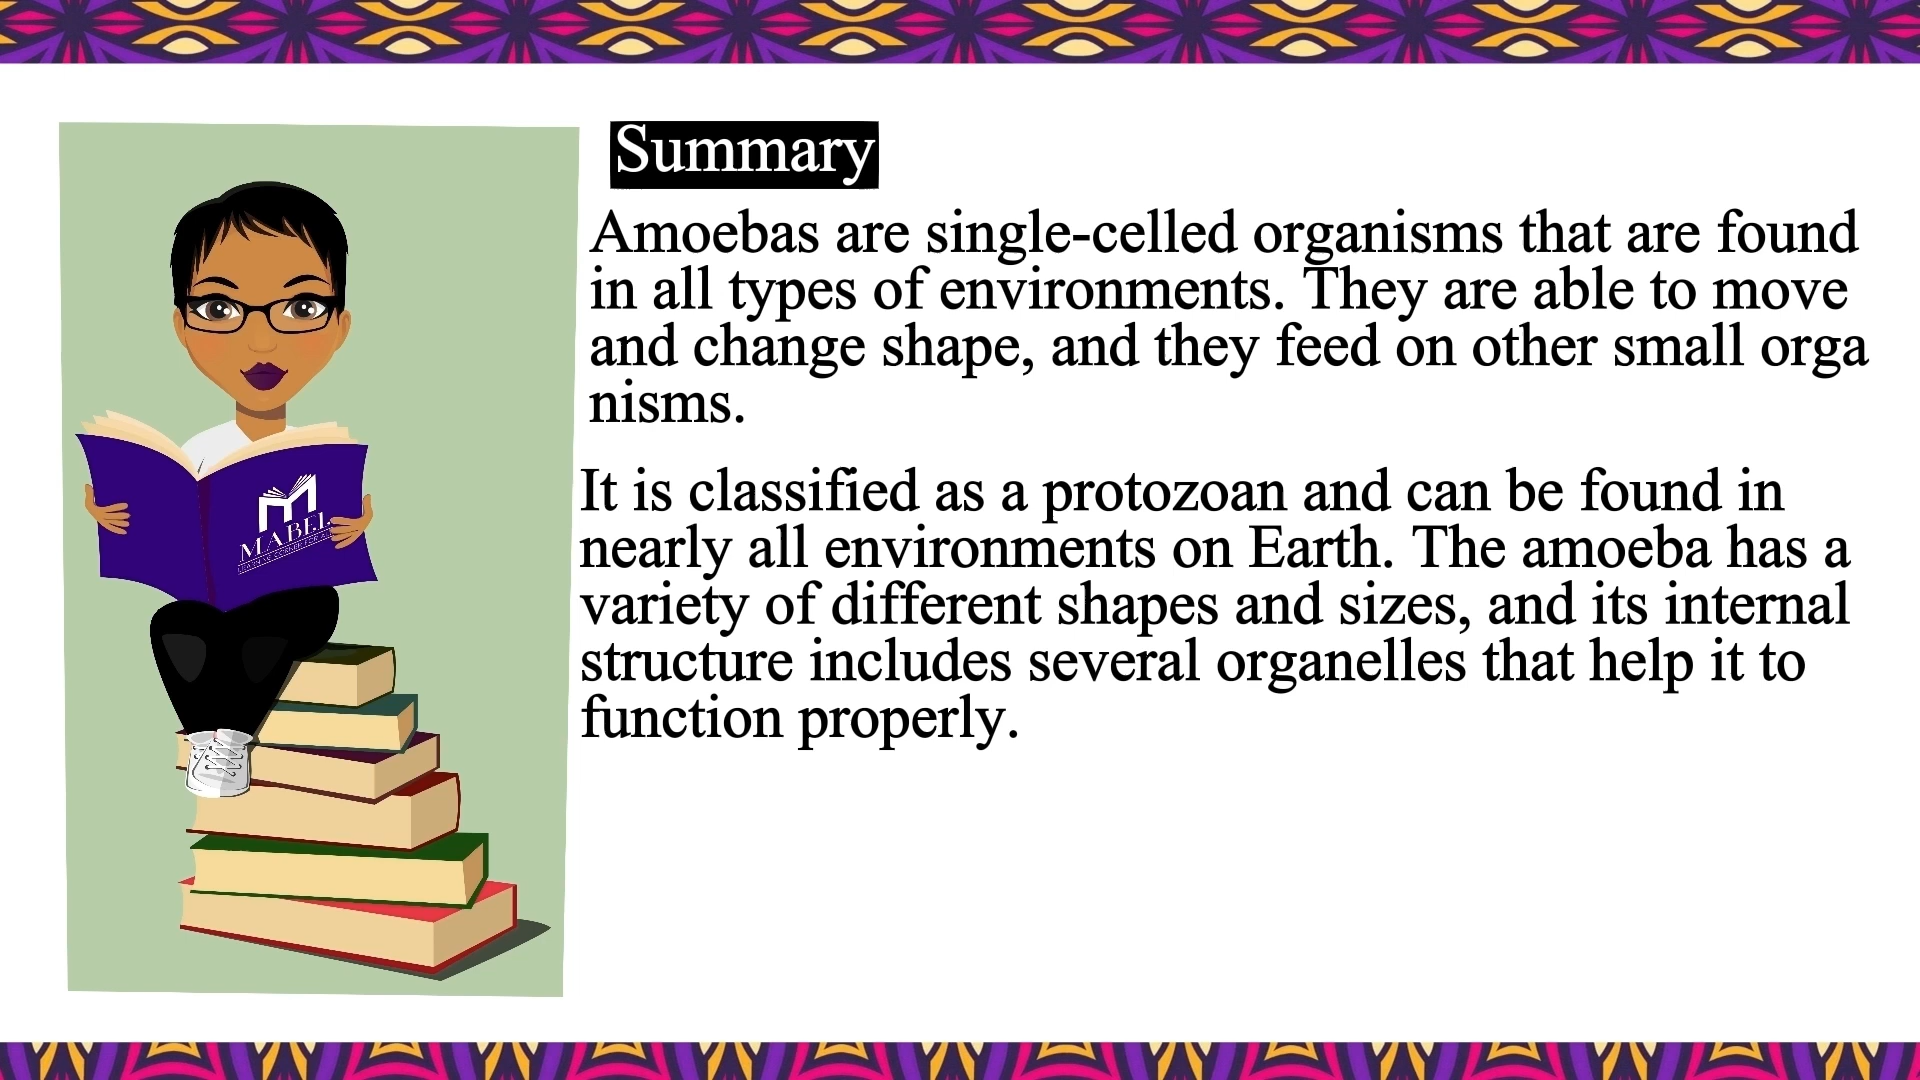 Summary
Amoebas are single-celled organisms that are found
in all types of environments. They are able to move
and change shape, and they feed on other small orga
nisms.
It is classified as a protozoan and can be found in
nearly all environments on Earth. The amoeba has a
variety of different shapes and sizes, and its internal
structure includes several organelles that help it to
function properly.
MABEL